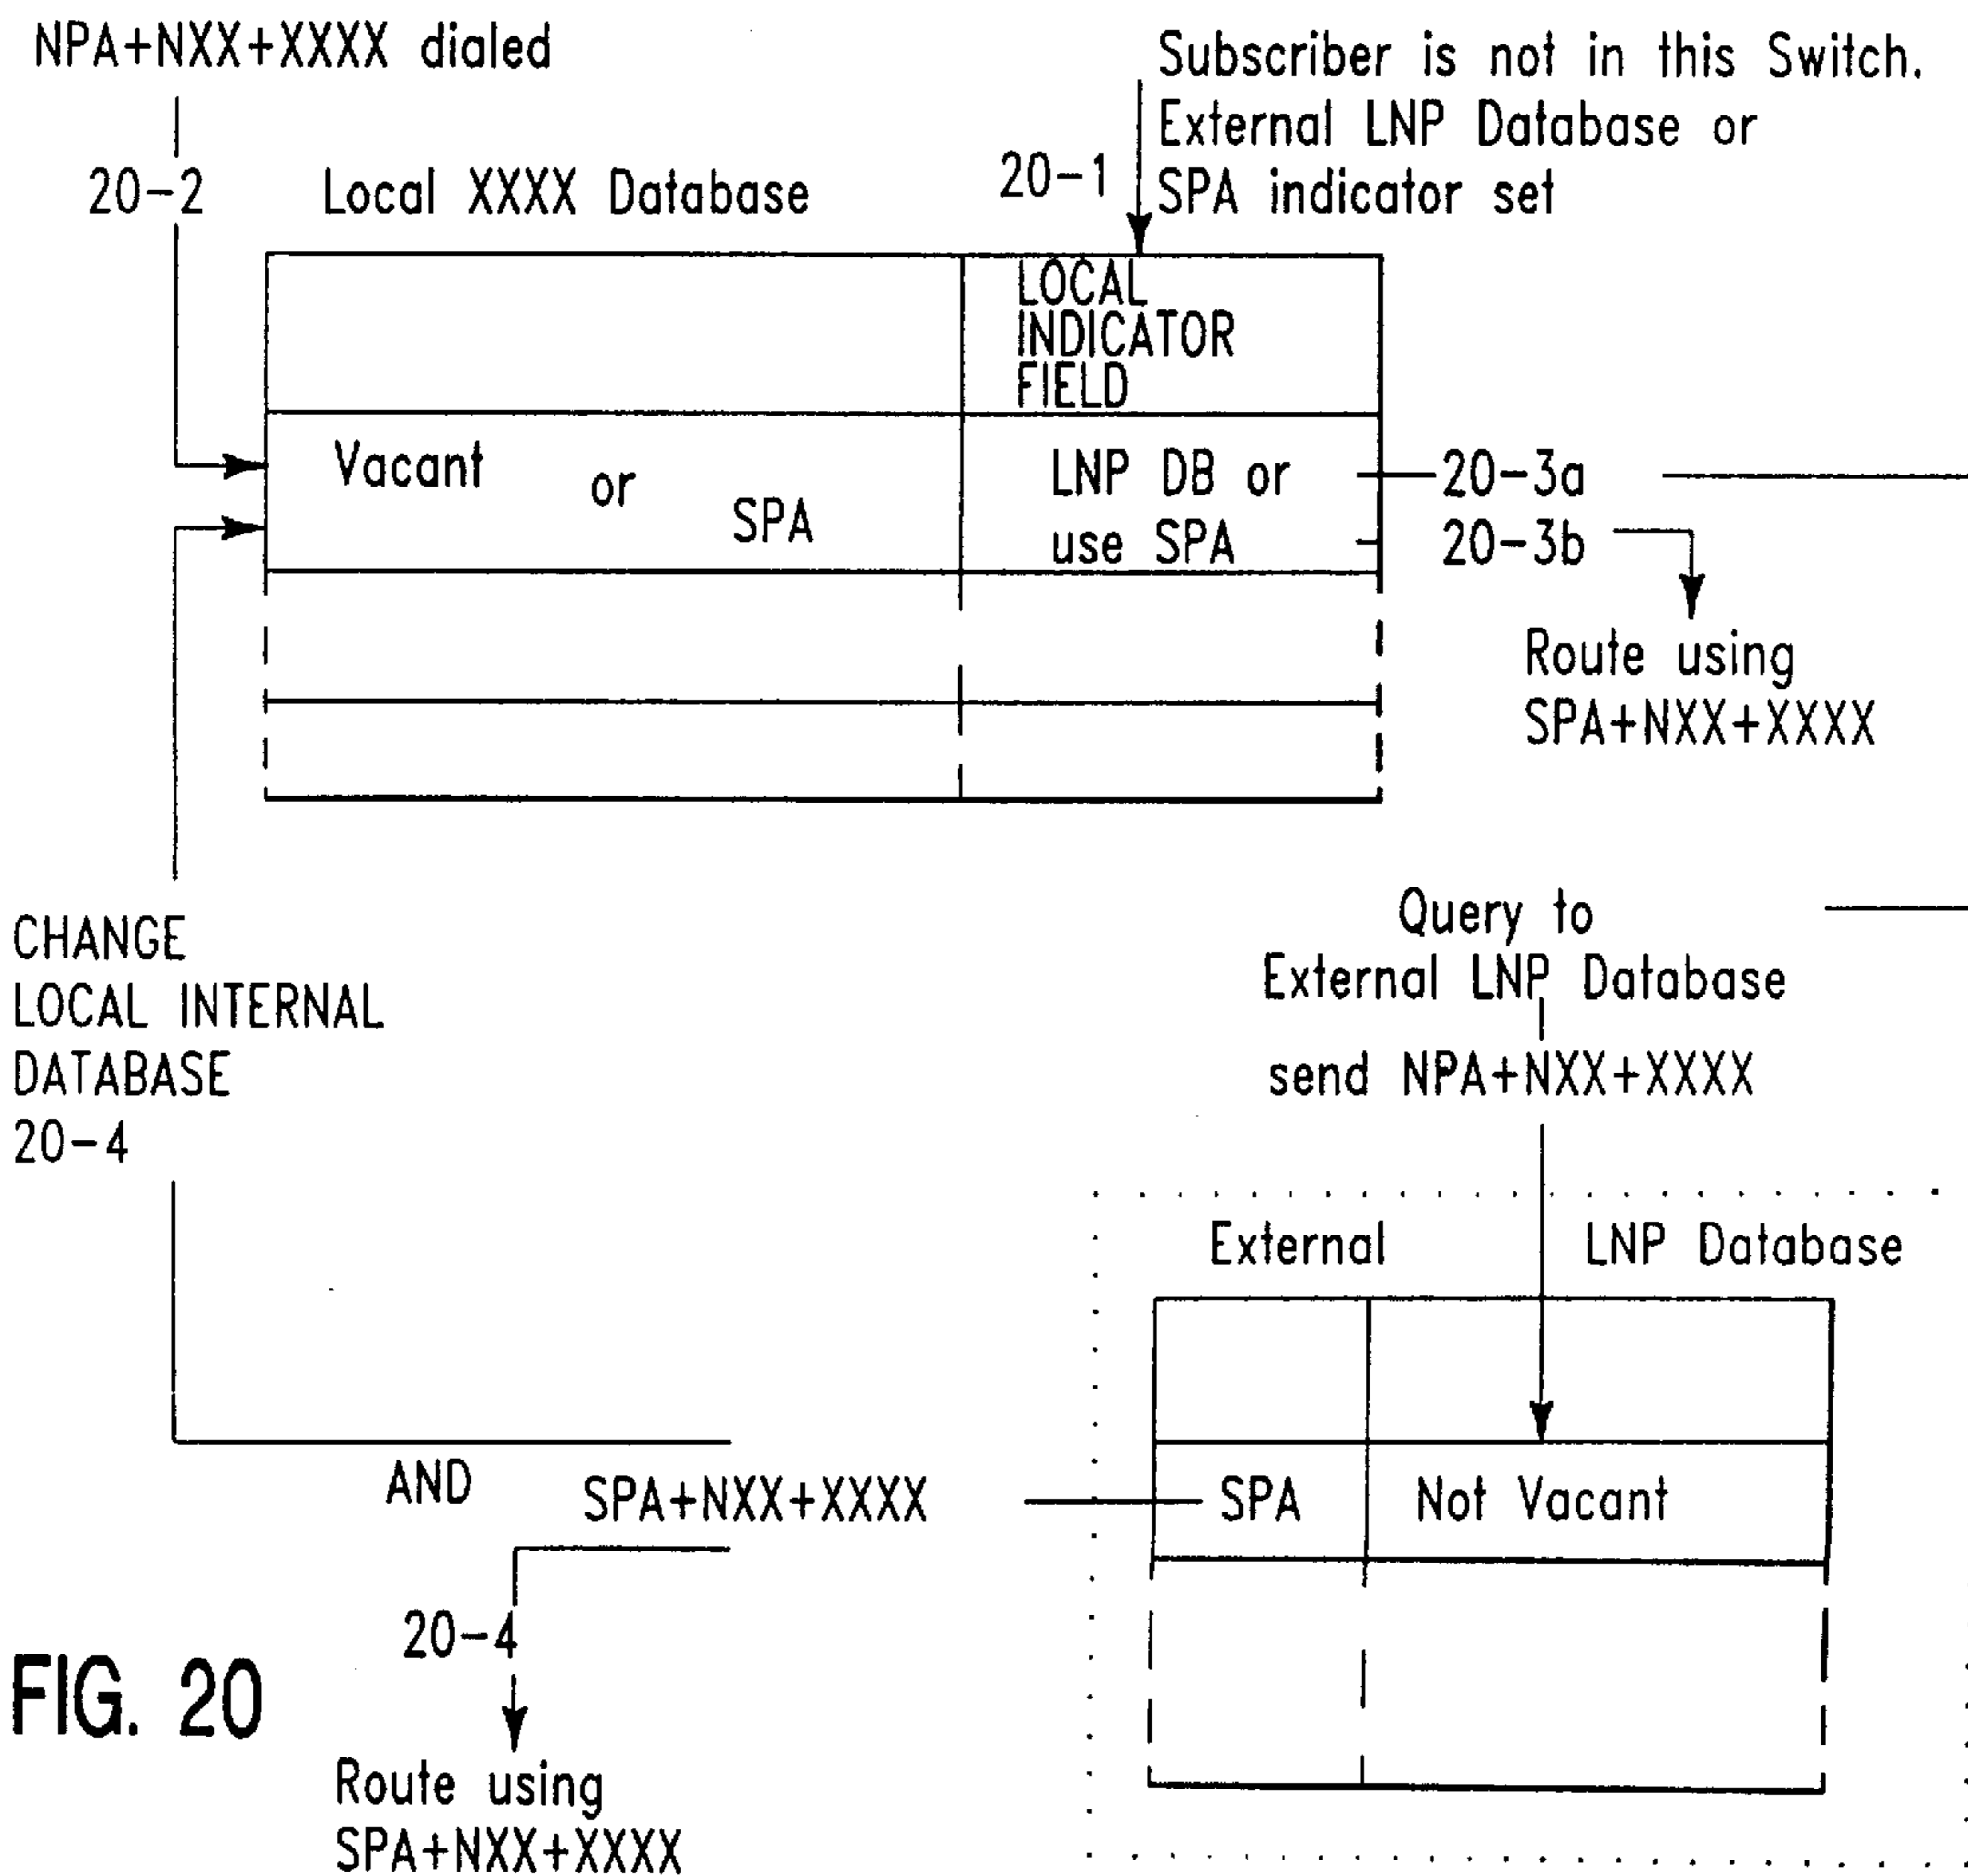 NPA+NXX+XXXX dialed
Subscriber is not in this Switch.
External LNP Database or
SPA indicator set
20-1
20-2
Local XXXX Database
LOCAL
INDICATOR
FIELD
Vacant or SPA
LNP DB or
use SPA
20-3a
20-3b
Route using
SPA+NXX+XXXX
CHANGE
LOCAL INTERNAL
DATABASE
20-4
Query to
External LNP Database
send NPA+NXX+XXXX
External LNP Database
AND
SPA+NXX+XXXX
SPA
Not Vacant
20-4
Route using
SPA+NXX+XXXX
FIG. 20